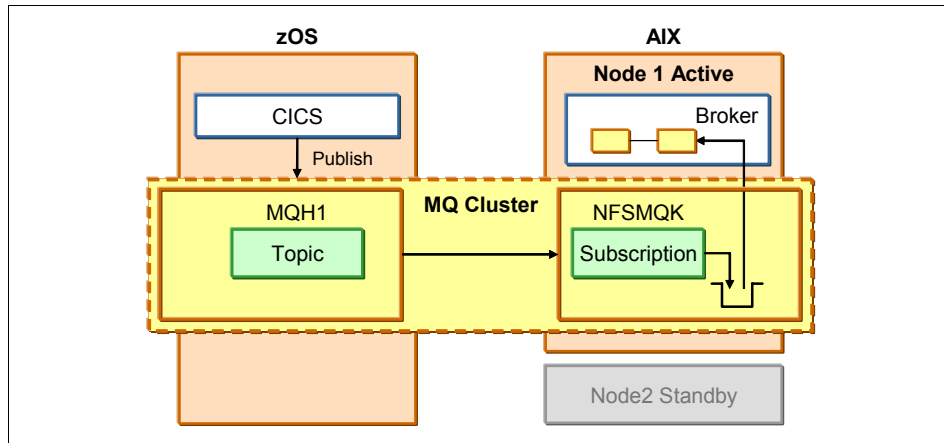 zOS
AIX
Node 1 Active
CICS
Broker
Publish
MQH1
MQ Cluster
NFSMQK
Topic
Subscription
Node2 Standby